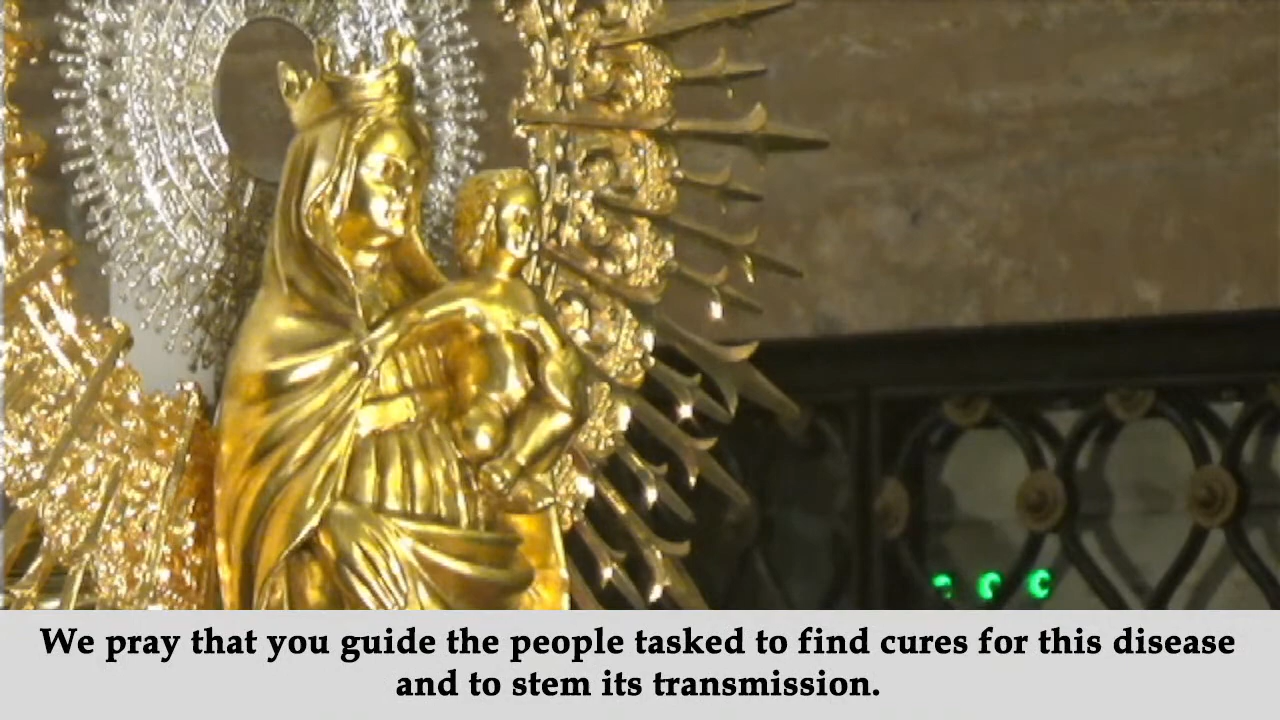 We pray that you guide the people tasked to find cures for this disease
and to stem its transmission.